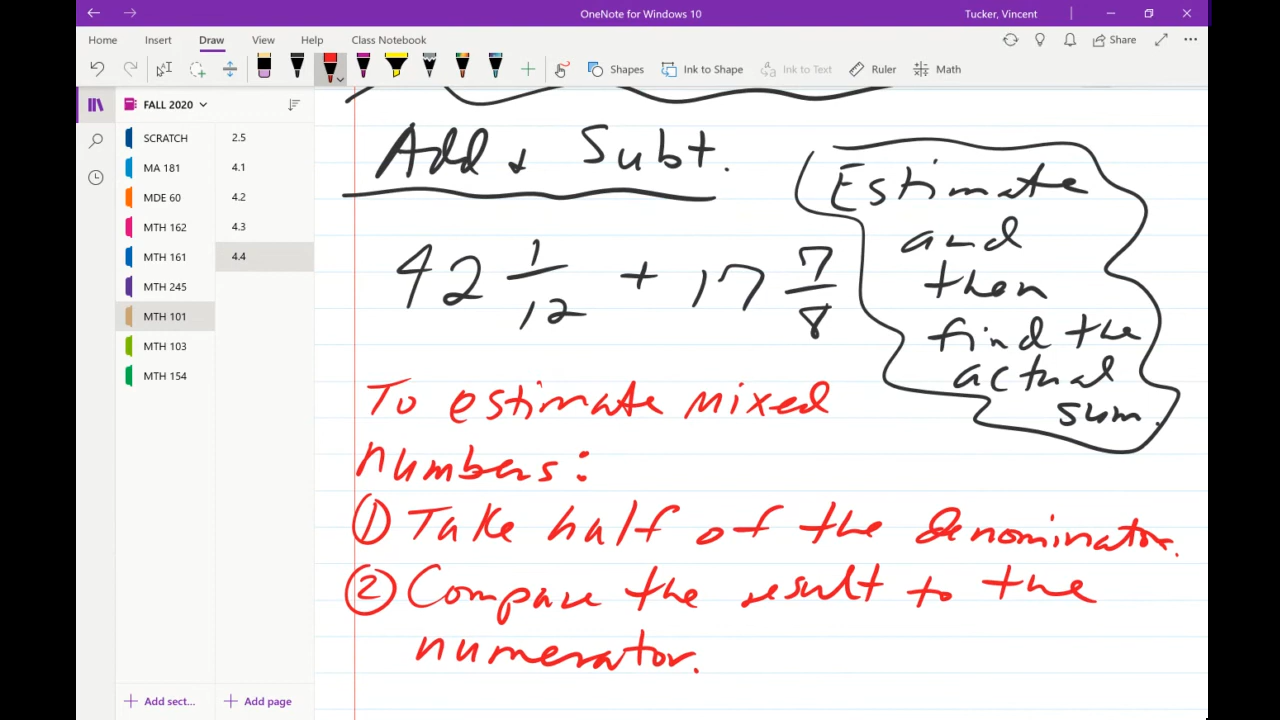 OneNote for Windows 10
Tucker, Vincent
Home Insert Draw View Help Class Notebook
Share
Shapes Ink to Shape Ink to Text Ruler Math
FALL 2020
SCRATCH
MA 181
MDE 60
MTH 162
MTH 161
MTH 245
MTH 101
MTH 103
MTH 154
2.5
4.1
4.2
4.3
4.4
+ Add sect...
+ Add page
Add & Subt.
42 1/12 + 17 7/8
Estimate
and
then
find the
actual
sum.
To estimate mixed
numbers:
① Take half of the denominator.
② Compare the result to the
numerator.